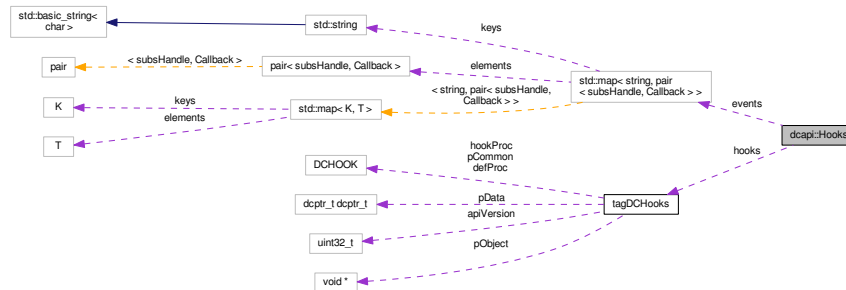 std::basic_string<
char >
std::string
keys
pair
< subsHandle, Callback >
pair< subsHandle, Callback >
elements
std::map< string, pair
< subsHandle, Callback > >
K
keys
std::map< K, T >
< string, pair< subsHandle,
Callback > >
elements
T
events
dcapi::Hooks
hooks
hookProc
pCommon
defProc
DCHOOK
dcptr_t dcptr_t
pData
tagDCHooks
apiVersion
uint32_t
pObject
void *